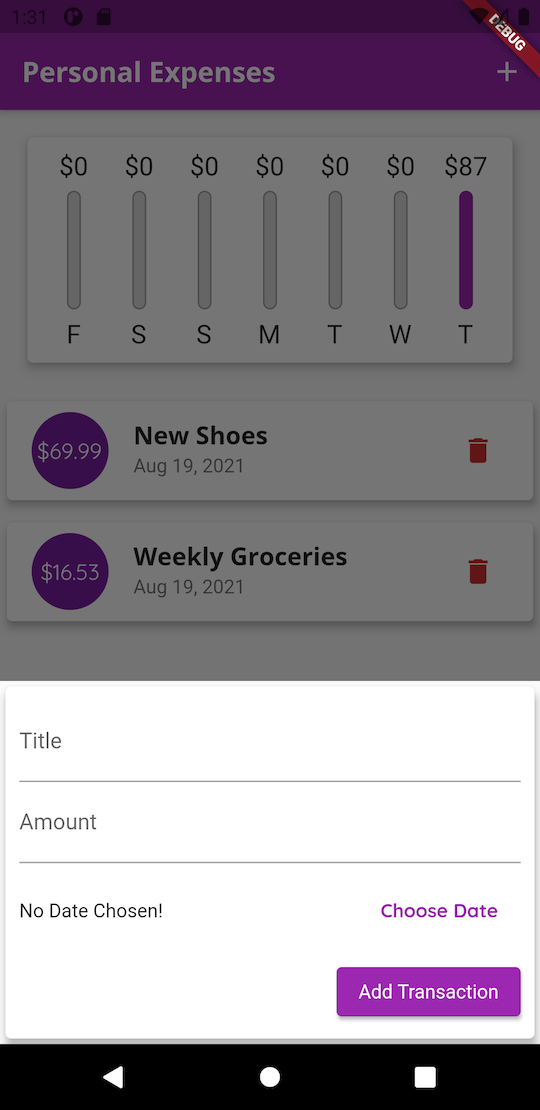 1:31
DEBUG
Personal Expenses
$0 $0 $0 $0 $0 $0 $87
F S S M T W T
$69.99
New Shoes
Aug 19, 2021
$16.53
Weekly Groceries
Aug 19, 2021
Title
Amount
No Date Chosen! Choose Date
Add Transaction